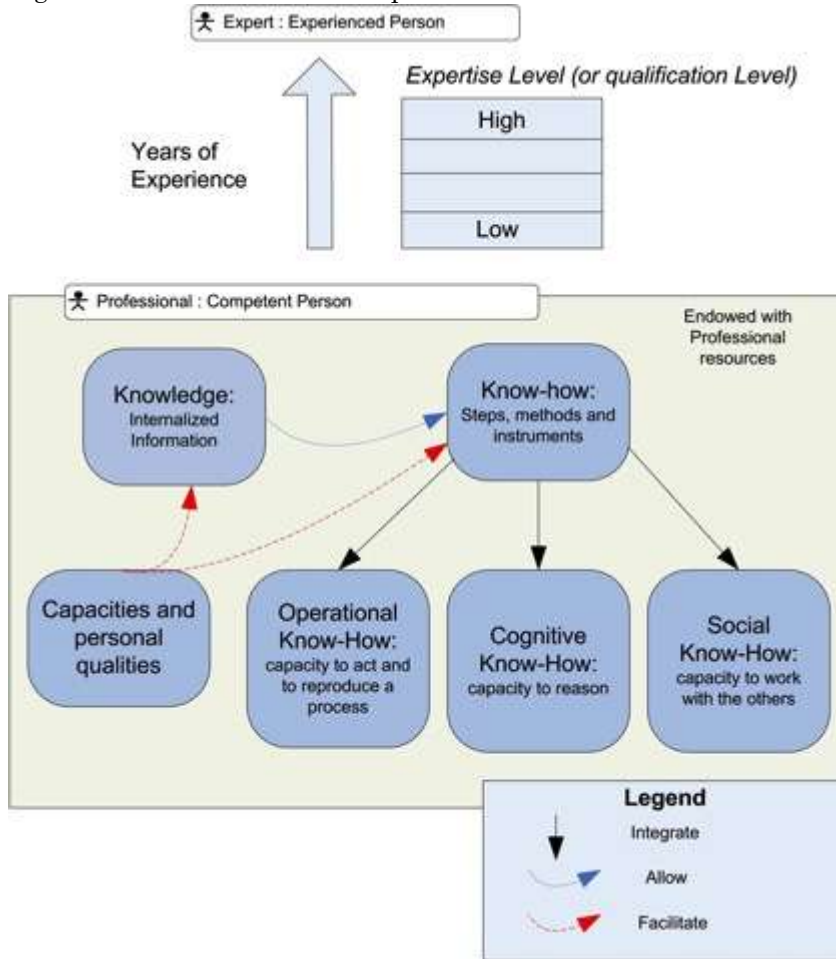 Expert : Experienced Person
Expertise Level (or qualification Level)
High
Years of
Experience
Low
Professional : Competent Person
Endowed with
Professional
resources
Knowledge:
Internalized
Information
Know-how:
Steps, methods and
instruments
Capacities and
personal
qualities
Operational
Know-How:
capacity to act and
to reproduce a
process
Cognitive
Know-How:
capacity to reason
Social
Know-How:
capacity to work
with the others
Legend
Integrate
Allow
Facilitate